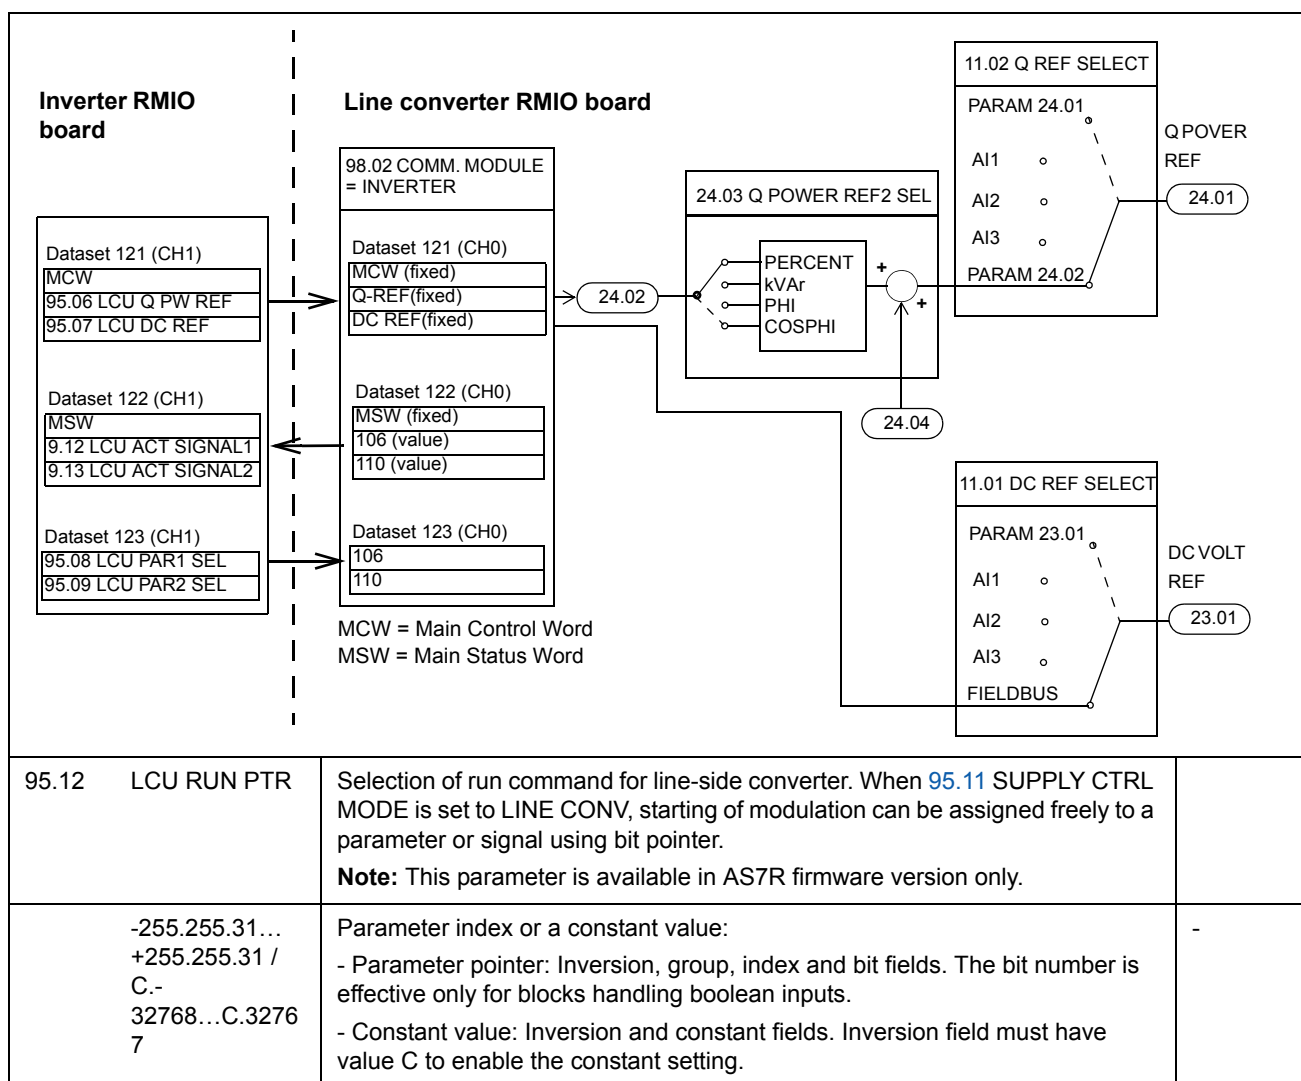 Inverter RMIO
board
Dataset 121 (CH1)
MCW
95.06 LCU Q PW REF
95.07 LCU DC REF
Dataset 122 (CH1)
MSW
9.12 LCU ACT SIGNAL1
9.13 LCU ACT SIGNAL2
Dataset 123 (CH1)
95.08 LCU PAR1 SEL
95.09 LCU PAR2 SEL
Line converter RMIO board
98.02 COMM. MODULE
= INVERTER
Dataset 121 (CH0)
MCW (fixed)
Q-REF(fixed)
DC REF(fixed)
Dataset 122 (CH0)
MSW (fixed)
106 (value)
110 (value)
Dataset 123 (CH0)
106
110
MCW = Main Control Word
MSW = Main Status Word
24.02
24.03 Q POWER REF2 SEL
PERCENT
kVAr
PHI
COSPHI
+
+
24.04
11.02 Q REF SELECT
PARAM 24.01
AI1
AI2
AI3
PARAM 24.02
Q POVER
REF
24.01
11.01 DC REF SELECT
PARAM 23.01
AI1
AI2
AI3
FIELDBUS
DC VOLT
REF
23.01
95.12 LCU RUN PTR
Selection of run command for line-side converter. When 95.11 SUPPLY CTRL
MODE is set to LINE CONV, starting of modulation can be assigned freely to a
parameter or signal using bit pointer.
Note: This parameter is available in AS7R firmware version only.
-255.255.31…
+255.255.31 /
C.-
32768…C.3276
7
Parameter index or a constant value:
- Parameter pointer: Inversion, group, index and bit fields. The bit number is
effective only for blocks handling boolean inputs.
- Constant value: Inversion and constant fields. Inversion field must have
value C to enable the constant setting.
-